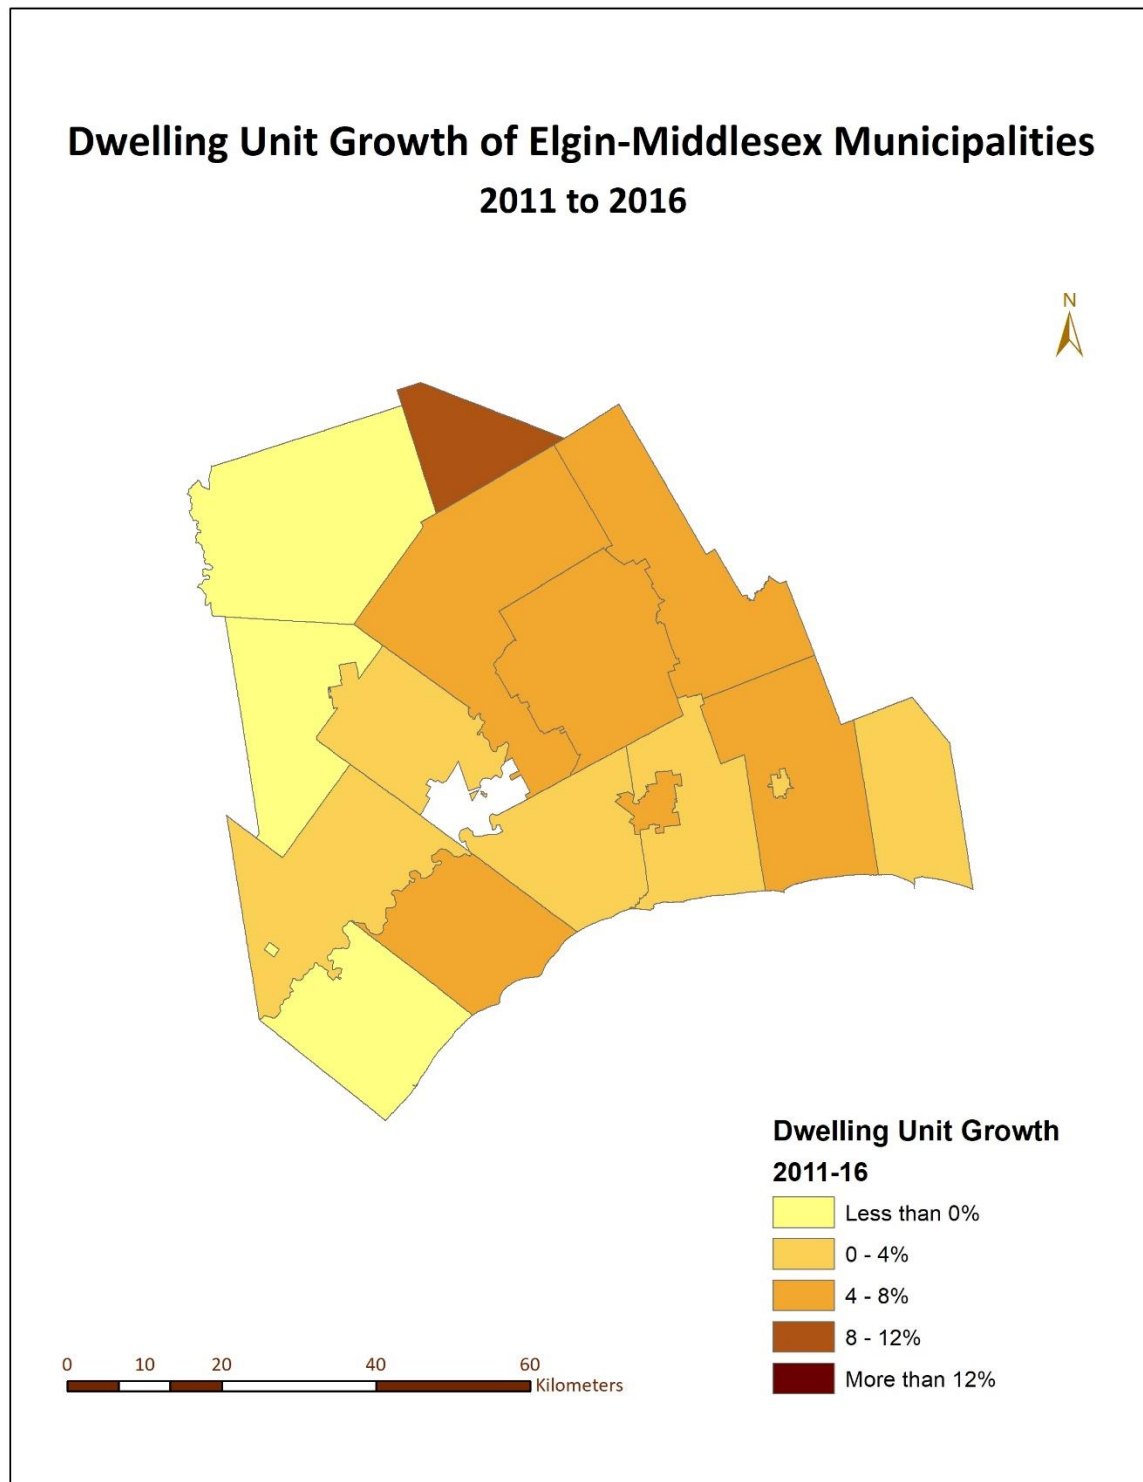 Dwelling Unit Growth of Elgin-Middlesex Municipalities
2011 to 2016
N
Dwelling Unit Growth
2011-16
Less than 0%
0 - 4%
4 - 8%
8 - 12%
More than 12%
0 10 20 40 60
Kilometers